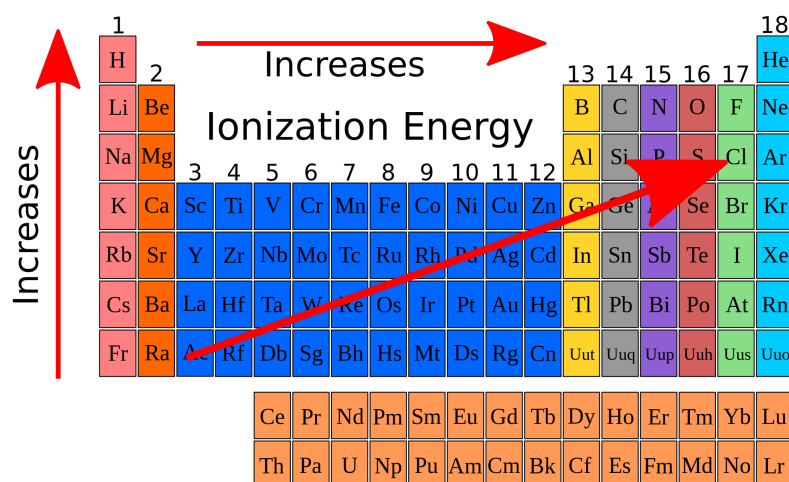 1 18
H Increases He
2 13 14 15 16 17
Li Be B C N O F Ne
Ionization Energy
Na Mg Al Si P S Cl Ar
3 4 5 6 7 8 9 10 11 12
K Ca Sc Ti V Cr Mn Fe Co Ni Cu Zn Ga Ge Se Br Kr
Increases
Rb Sr Y Zr Nb Mo Tc Ru Rh Pd Ag Cd In Sn Sb Te I Xe
Cs Ba La Hf Ta W Re Os Ir Pt Au Hg Tl Pb Bi Po At Rn
Fr Ra Ac Rf Db Sg Bh Hs Mt Ds Rg Cn Uut Uuq Uup Uuh Uus Uuo
Ce Pr Nd Pm Sm Eu Gd Tb Dy Ho Er Tm Yb Lu
Th Pa U Np Pu Am Cm Bk Cf Es Fm Md No Lr